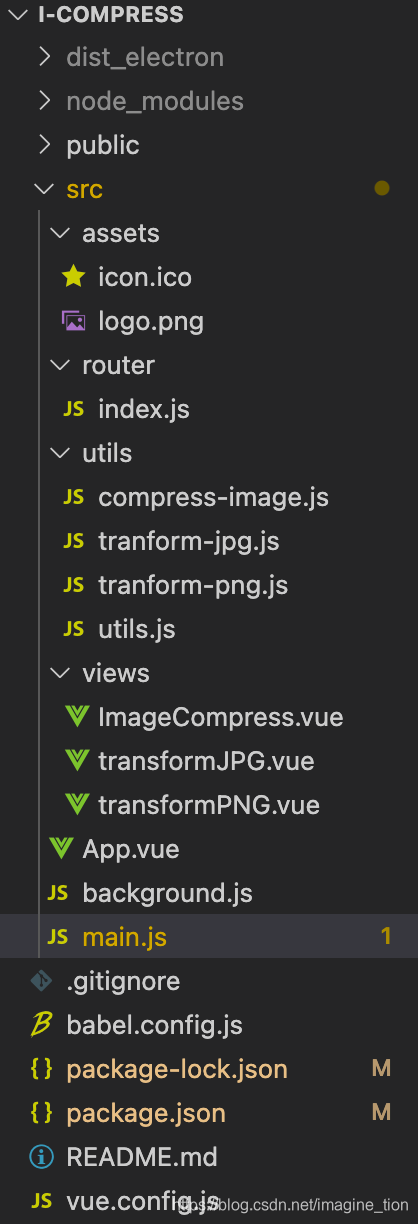 I-COMPRESS
dist_electron
node_modules
public
src
assets
icon.ico
logo.png
router
JS index.js
utils
JS compress-image.js
JS tranform-jpg.js
JS tranform-png.js
JS utils.js
views
ImageCompress.vue
transformJPG.vue
transformPNG.vue
App.vue
JS background.js
JS main.js 1
.gitignore
babel.config.js
{} package-lock.json M
{} package.json M
README.md
JS vue.config.js
https://blog.csdn.net/imagine_tion